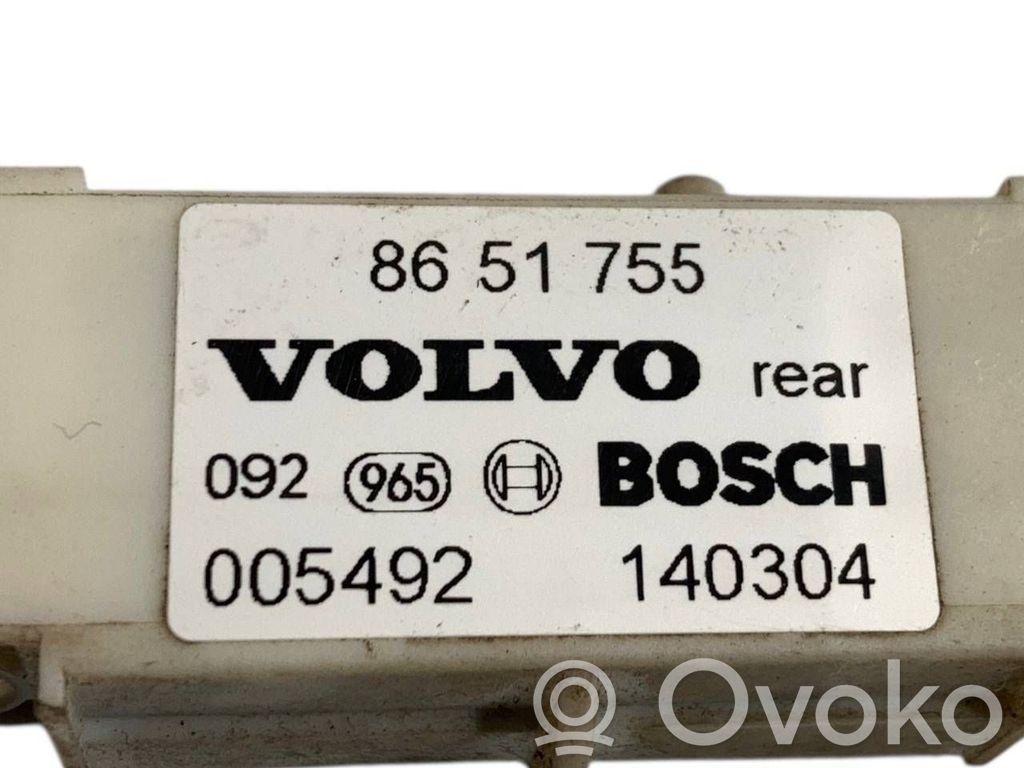 86 51 755
VOLVO rear
092 965 BOSCH
005492 140304
Ovoko